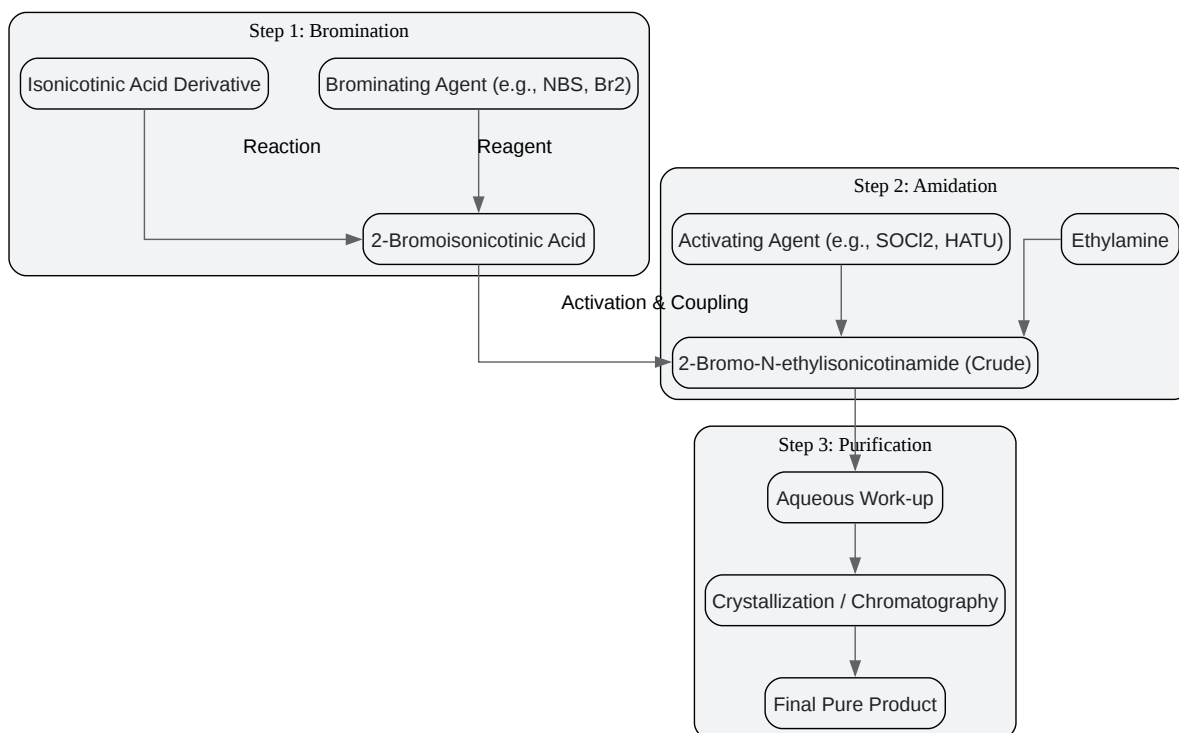 Step 1: Bromination
Isonicotinic Acid Derivative
Brominating Agent (e.g., NBS, Br2)
Reaction
Reagent
2-Bromoisonicotinic Acid
Step 2: Amidation
Activating Agent (e.g., SOCl2, HATU)
Ethylamine
Activation & Coupling
2-Bromo-N-ethylisonicotinamide (Crude)
Step 3: Purification
Aqueous Work-up
Crystallization / Chromatography
Final Pure Product